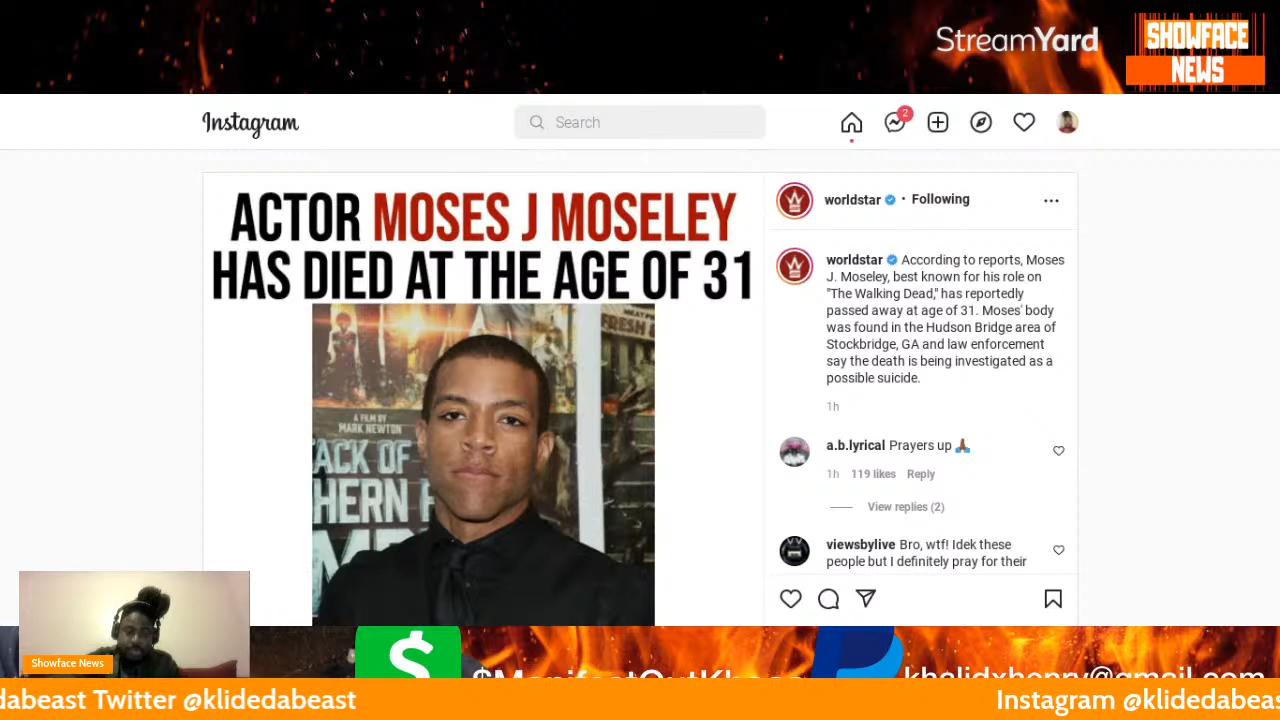 StreamYard
SHOWFACE
NEWS
Instagram
Search
2
ACTOR MOSES J MOSELEY
HAS DIED AT THE AGE OF 31
A FILM BY
MARK NEWTON
FRESH
worldstar • Following
worldstar According to reports, Moses
J. Moseley, best known for his role on
"The Walking Dead," has reportedly
passed away at age of 31. Moses' body
was found in the Hudson Bridge area of
Stockbridge, GA and law enforcement
say the death is being investigated as a
possible suicide.
1h
a.b.lyrical Prayers up 🙏🏾
1h 119 likes Reply
View replies (2)
viewsbylive Bro, wtf! Idek these
people but I definitely pray for their
Showface News
dabeast Twitter @klidedabeast
Instagram @klidedabeas